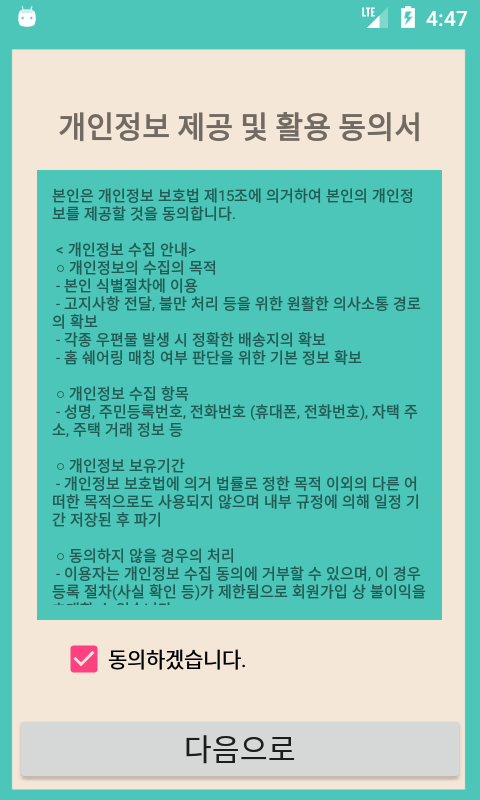 LTE 4:47
개인정보 제공 및 활용 동의서
본인은 개인정보 보호법 제15조에 의거하여 본인의 개인정
보를 제공할 것을 동의합니다.
< 개인정보 수집 안내>
○ 개인정보의 수집의 목적
- 본인 식별절차에 이용
- 고지사항 전달, 불만 처리 등을 위한 원활한 의사소통 경로
의 확보
- 각종 우편물 발생 시 정확한 배송지의 확보
- 홈 쉐어링 매칭 여부 판단을 위한 기본 정보 확보
○ 개인정보 수집 항목
- 성명, 주민등록번호, 전화번호 (휴대폰, 전화번호), 자택 주
소, 주택 거래 정보 등
○ 개인정보 보유기간
- 개인정보 보호법에 의거 법률로 정한 목적 이외의 다른 어
떠한 목적으로도 사용되지 않으며 내부 규정에 의해 일정 기
간 저장된 후 파기
○ 동의하지 않을 경우의 처리
- 이용자는 개인정보 수집 동의에 거부할 수 있으며, 이 경우
등록 절차(사실 확인 등)가 제한됨으로 회원가입 상 불이익을
동의하겠습니다.
다음으로